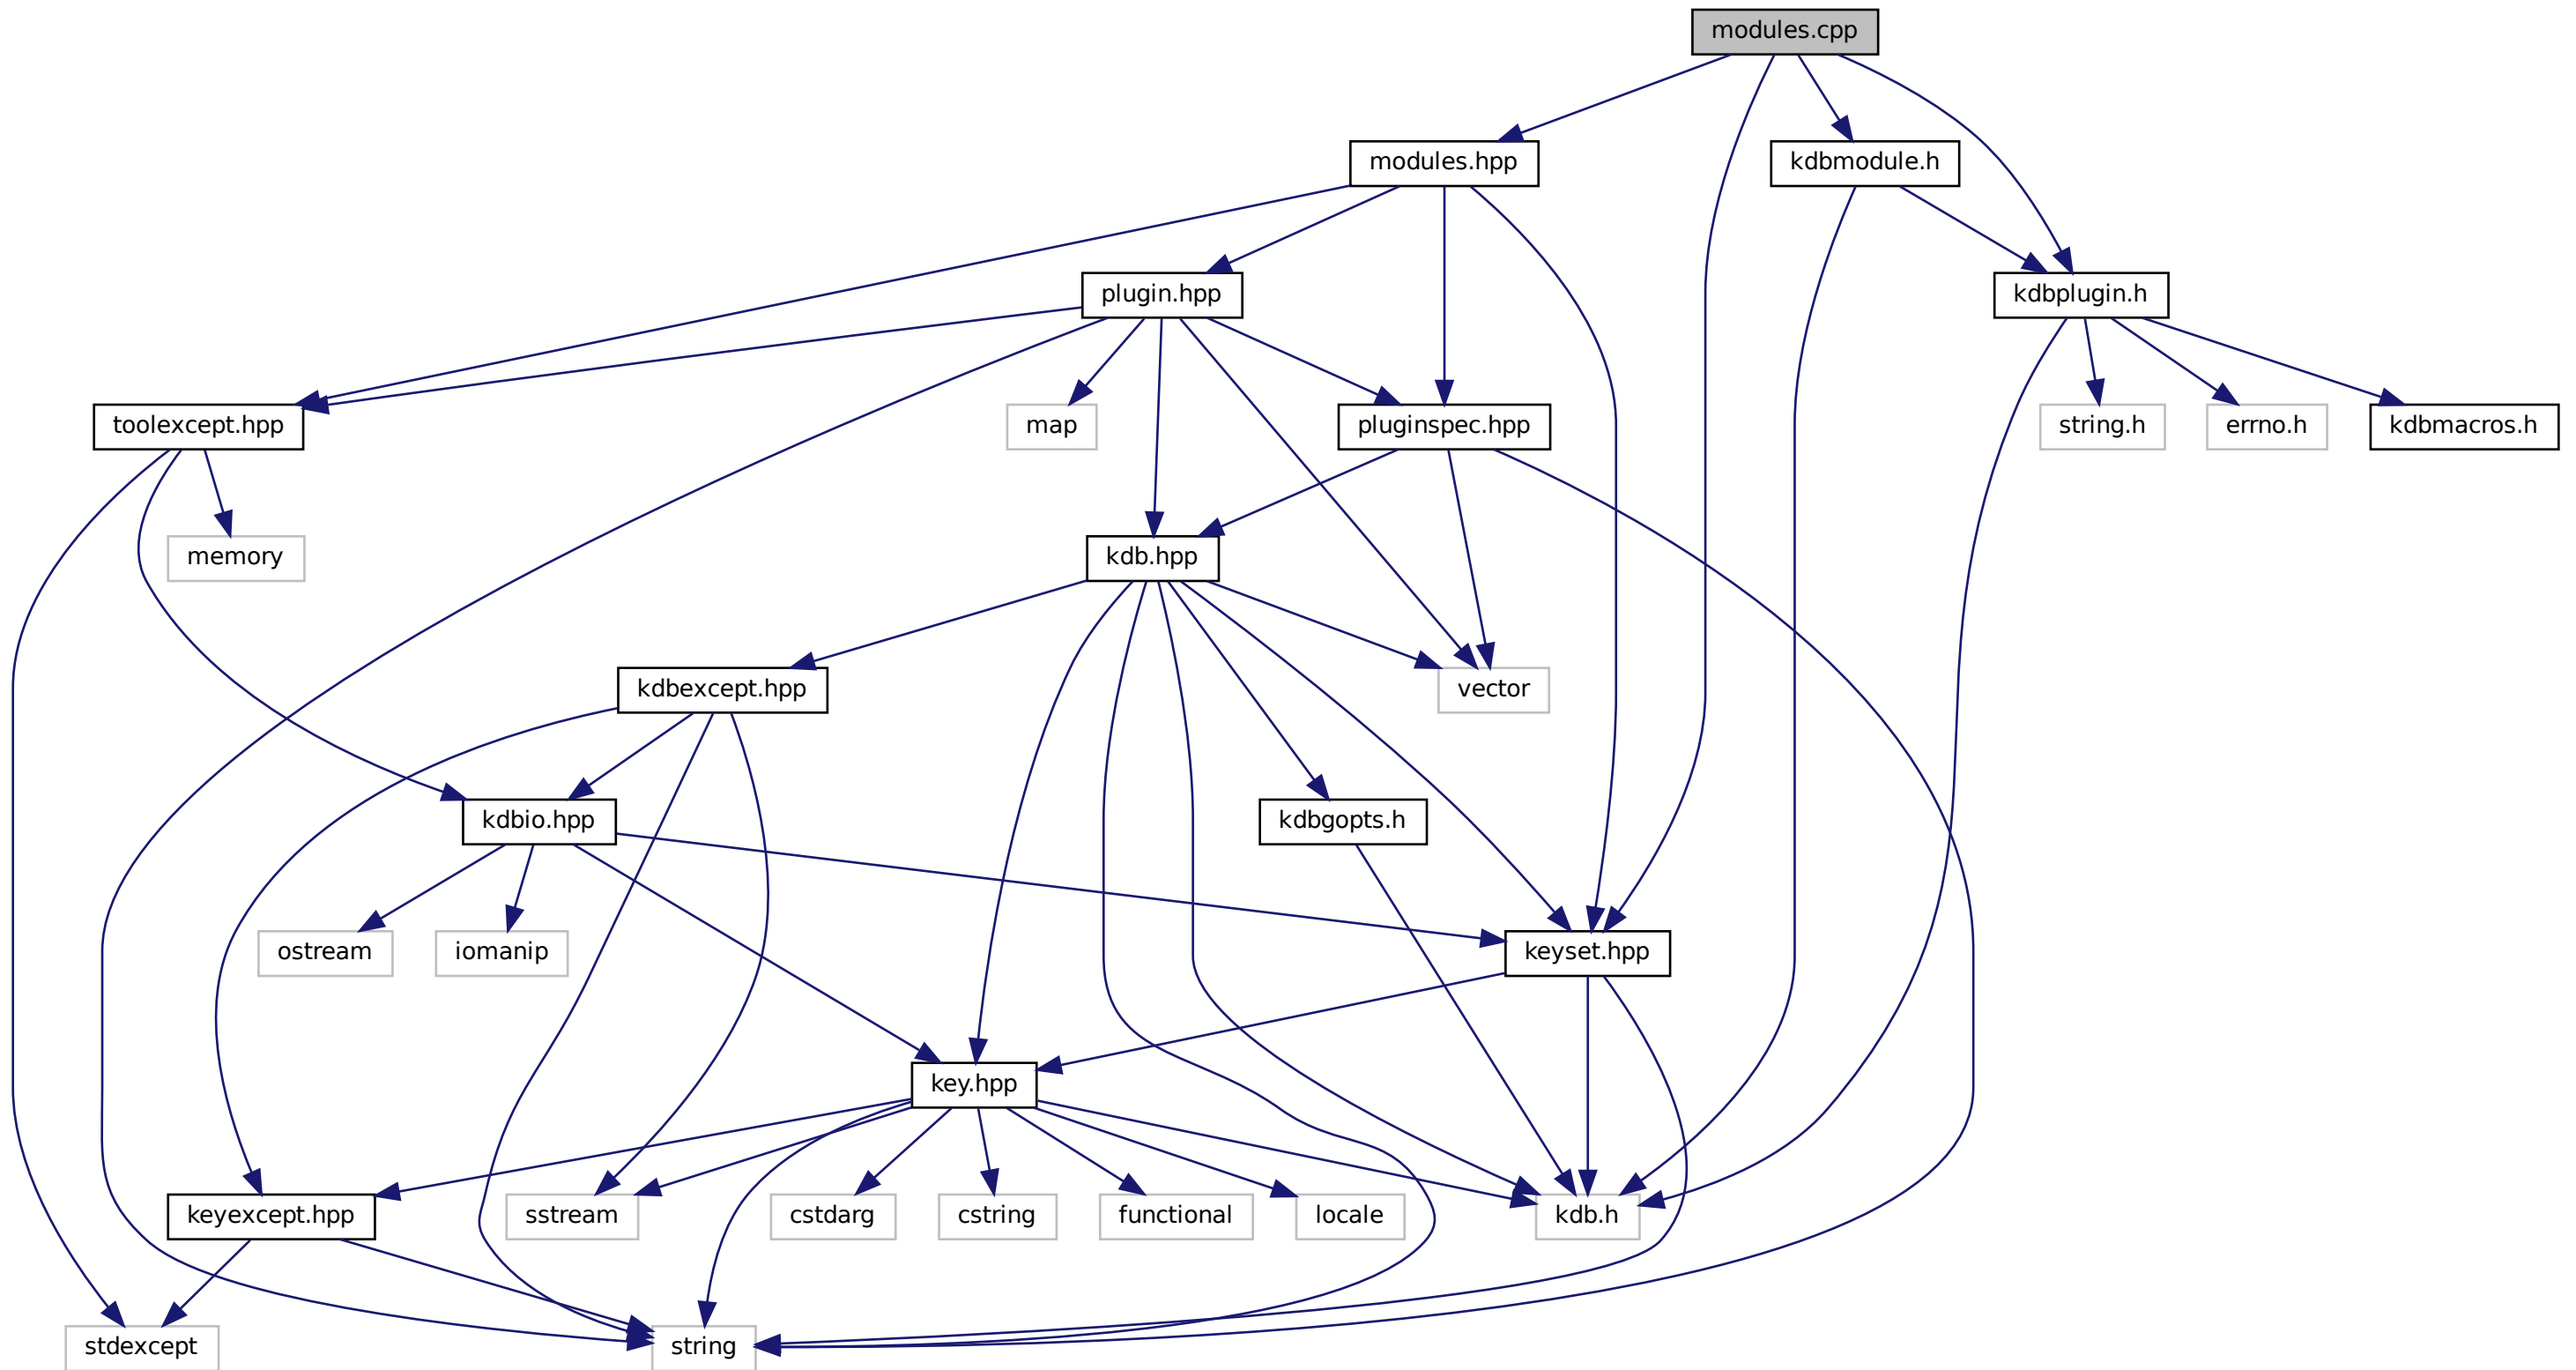 modules.cpp
modules.hpp
kdbmodule.h
plugin.hpp
kdbplugin.h
toolexcept.hpp
map
pluginspec.hpp
string.h
errno.h
kdbmacros.h
memory
kdb.hpp
kdbexcept.hpp
vector
kdbio.hpp
kdbgopts.h
ostream
iomanip
keyset.hpp
key.hpp
keyexcept.hpp
sstream
cstdarg
cstring
functional
locale
kdb.h
stdexcept
string